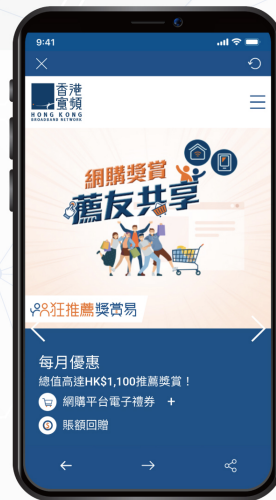 9:41
香港
寬頻
HONG KONG
BROADBAND NETWORK
網購獎賞
薦友共享
狂推薦獎賞易
每月優惠
總值高達HK$1,100推薦獎賞！
網購平台電子禮券 +
賬額回贈